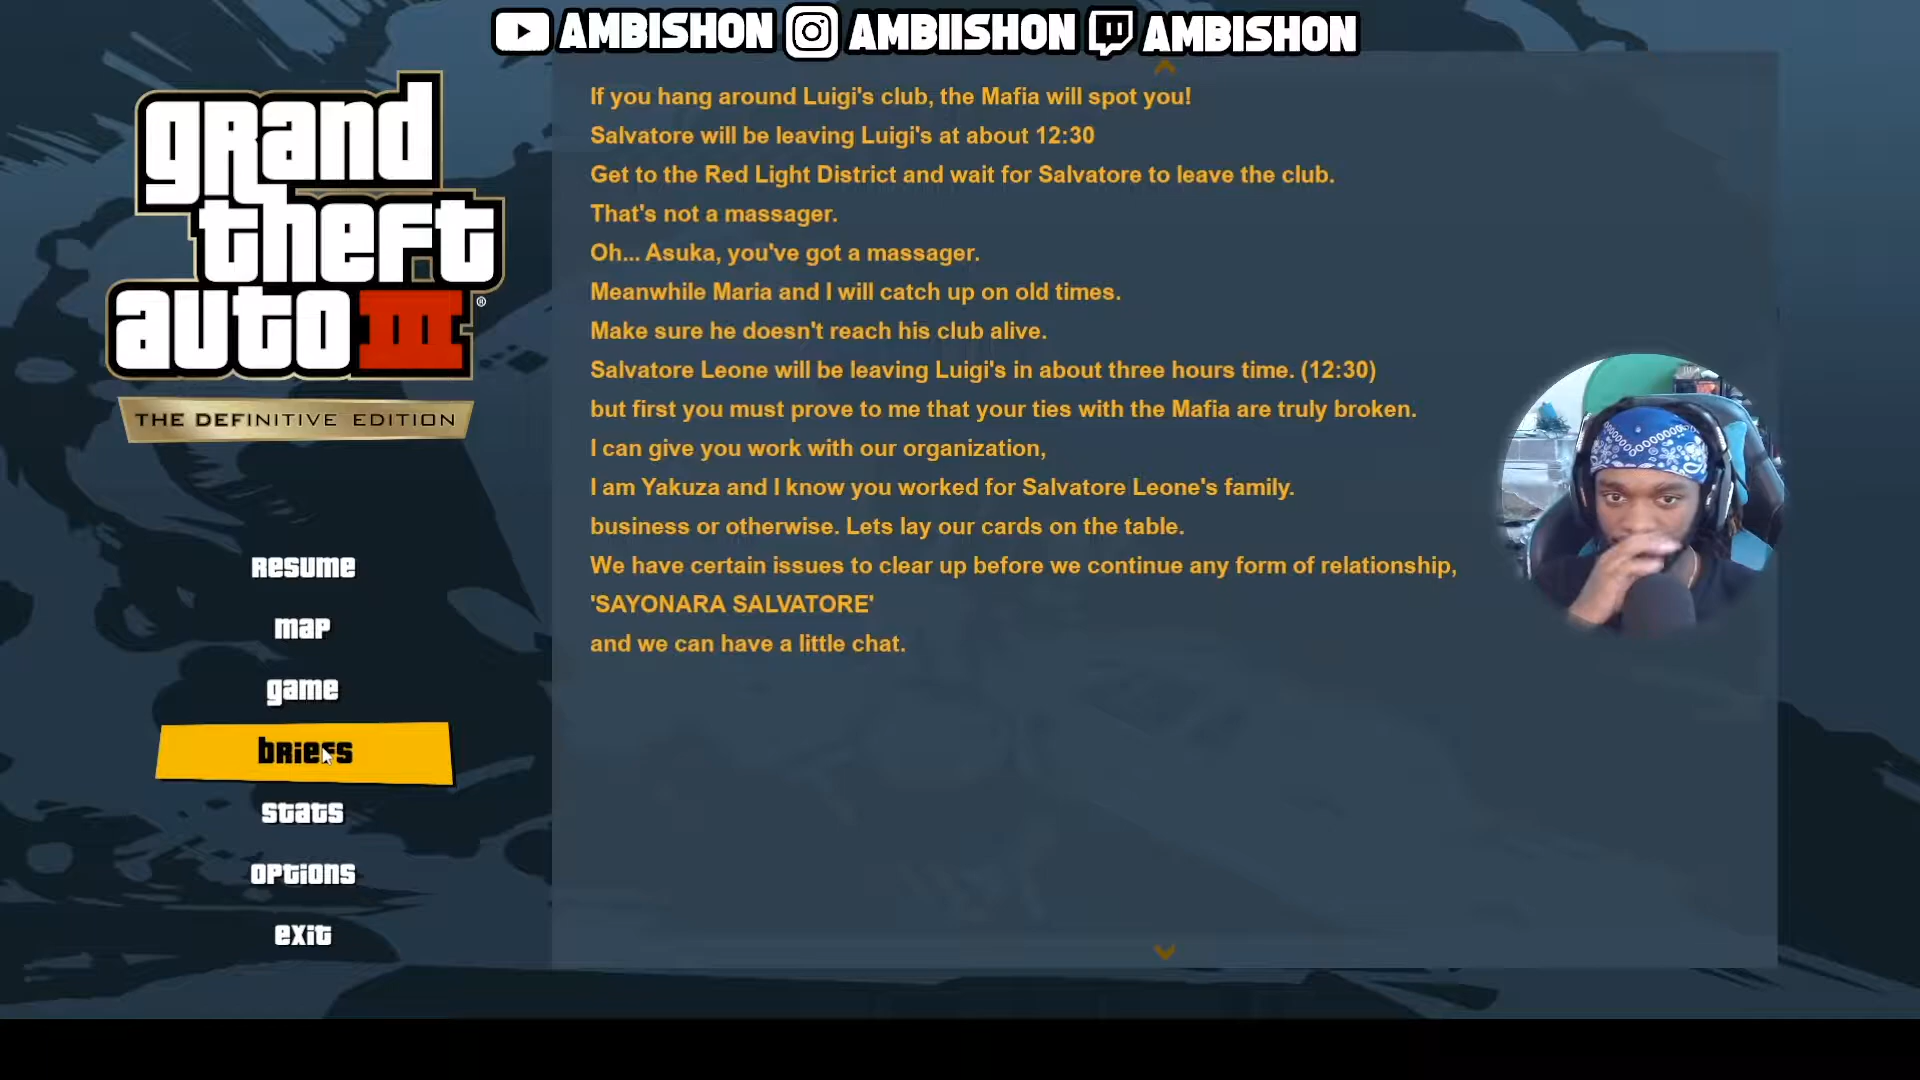 AMBISHON AMBIISHON AMBISHON
grand
theft
auto III ®
THE DEFINITIVE EDITION
If you hang around Luigi's club, the Mafia will spot you!
Salvatore will be leaving Luigi's at about 12:30
Get to the Red Light District and wait for Salvatore to leave the club.
That's not a massager.
Oh... Asuka, you've got a massager.
Meanwhile Maria and I will catch up on old times.
Make sure he doesn't reach his club alive.
Salvatore Leone will be leaving Luigi's in about three hours time. (12:30)
but first you must prove to me that your ties with the Mafia are truly broken.
I can give you work with our organization,
I am Yakuza and I know you worked for Salvatore Leone's family.
business or otherwise. Lets lay our cards on the table.
We have certain issues to clear up before we continue any form of relationship,
'SAYONARA SALVATORE'
and we can have a little chat.
Resume
map
game
briefs
stats
options
exit